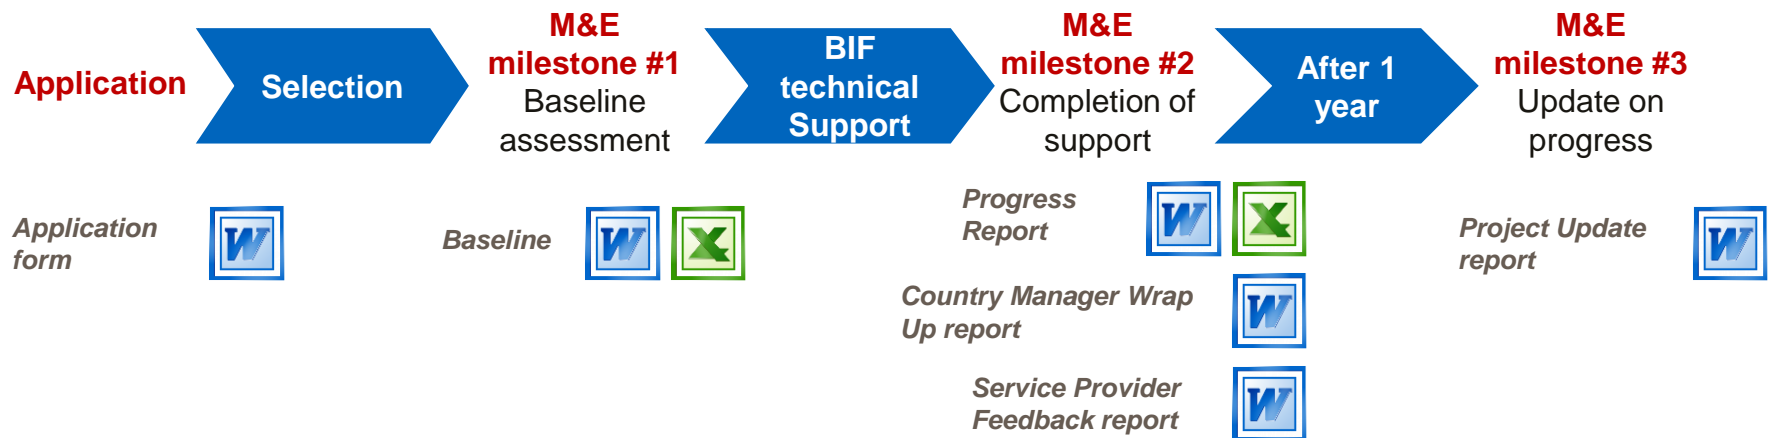 Application
Selection
M&E
milestone #1
Baseline
assessment
BIF
technical
Support
M&E
milestone #2
Completion of
support
After 1
year
M&E
milestone #3
Update on
progress
Application
form
W
Baseline
W
X
Progress
Report
W
X
Country Manager Wrap
Up report
W
Service Provider
Feedback report
W
Project Update
report
W